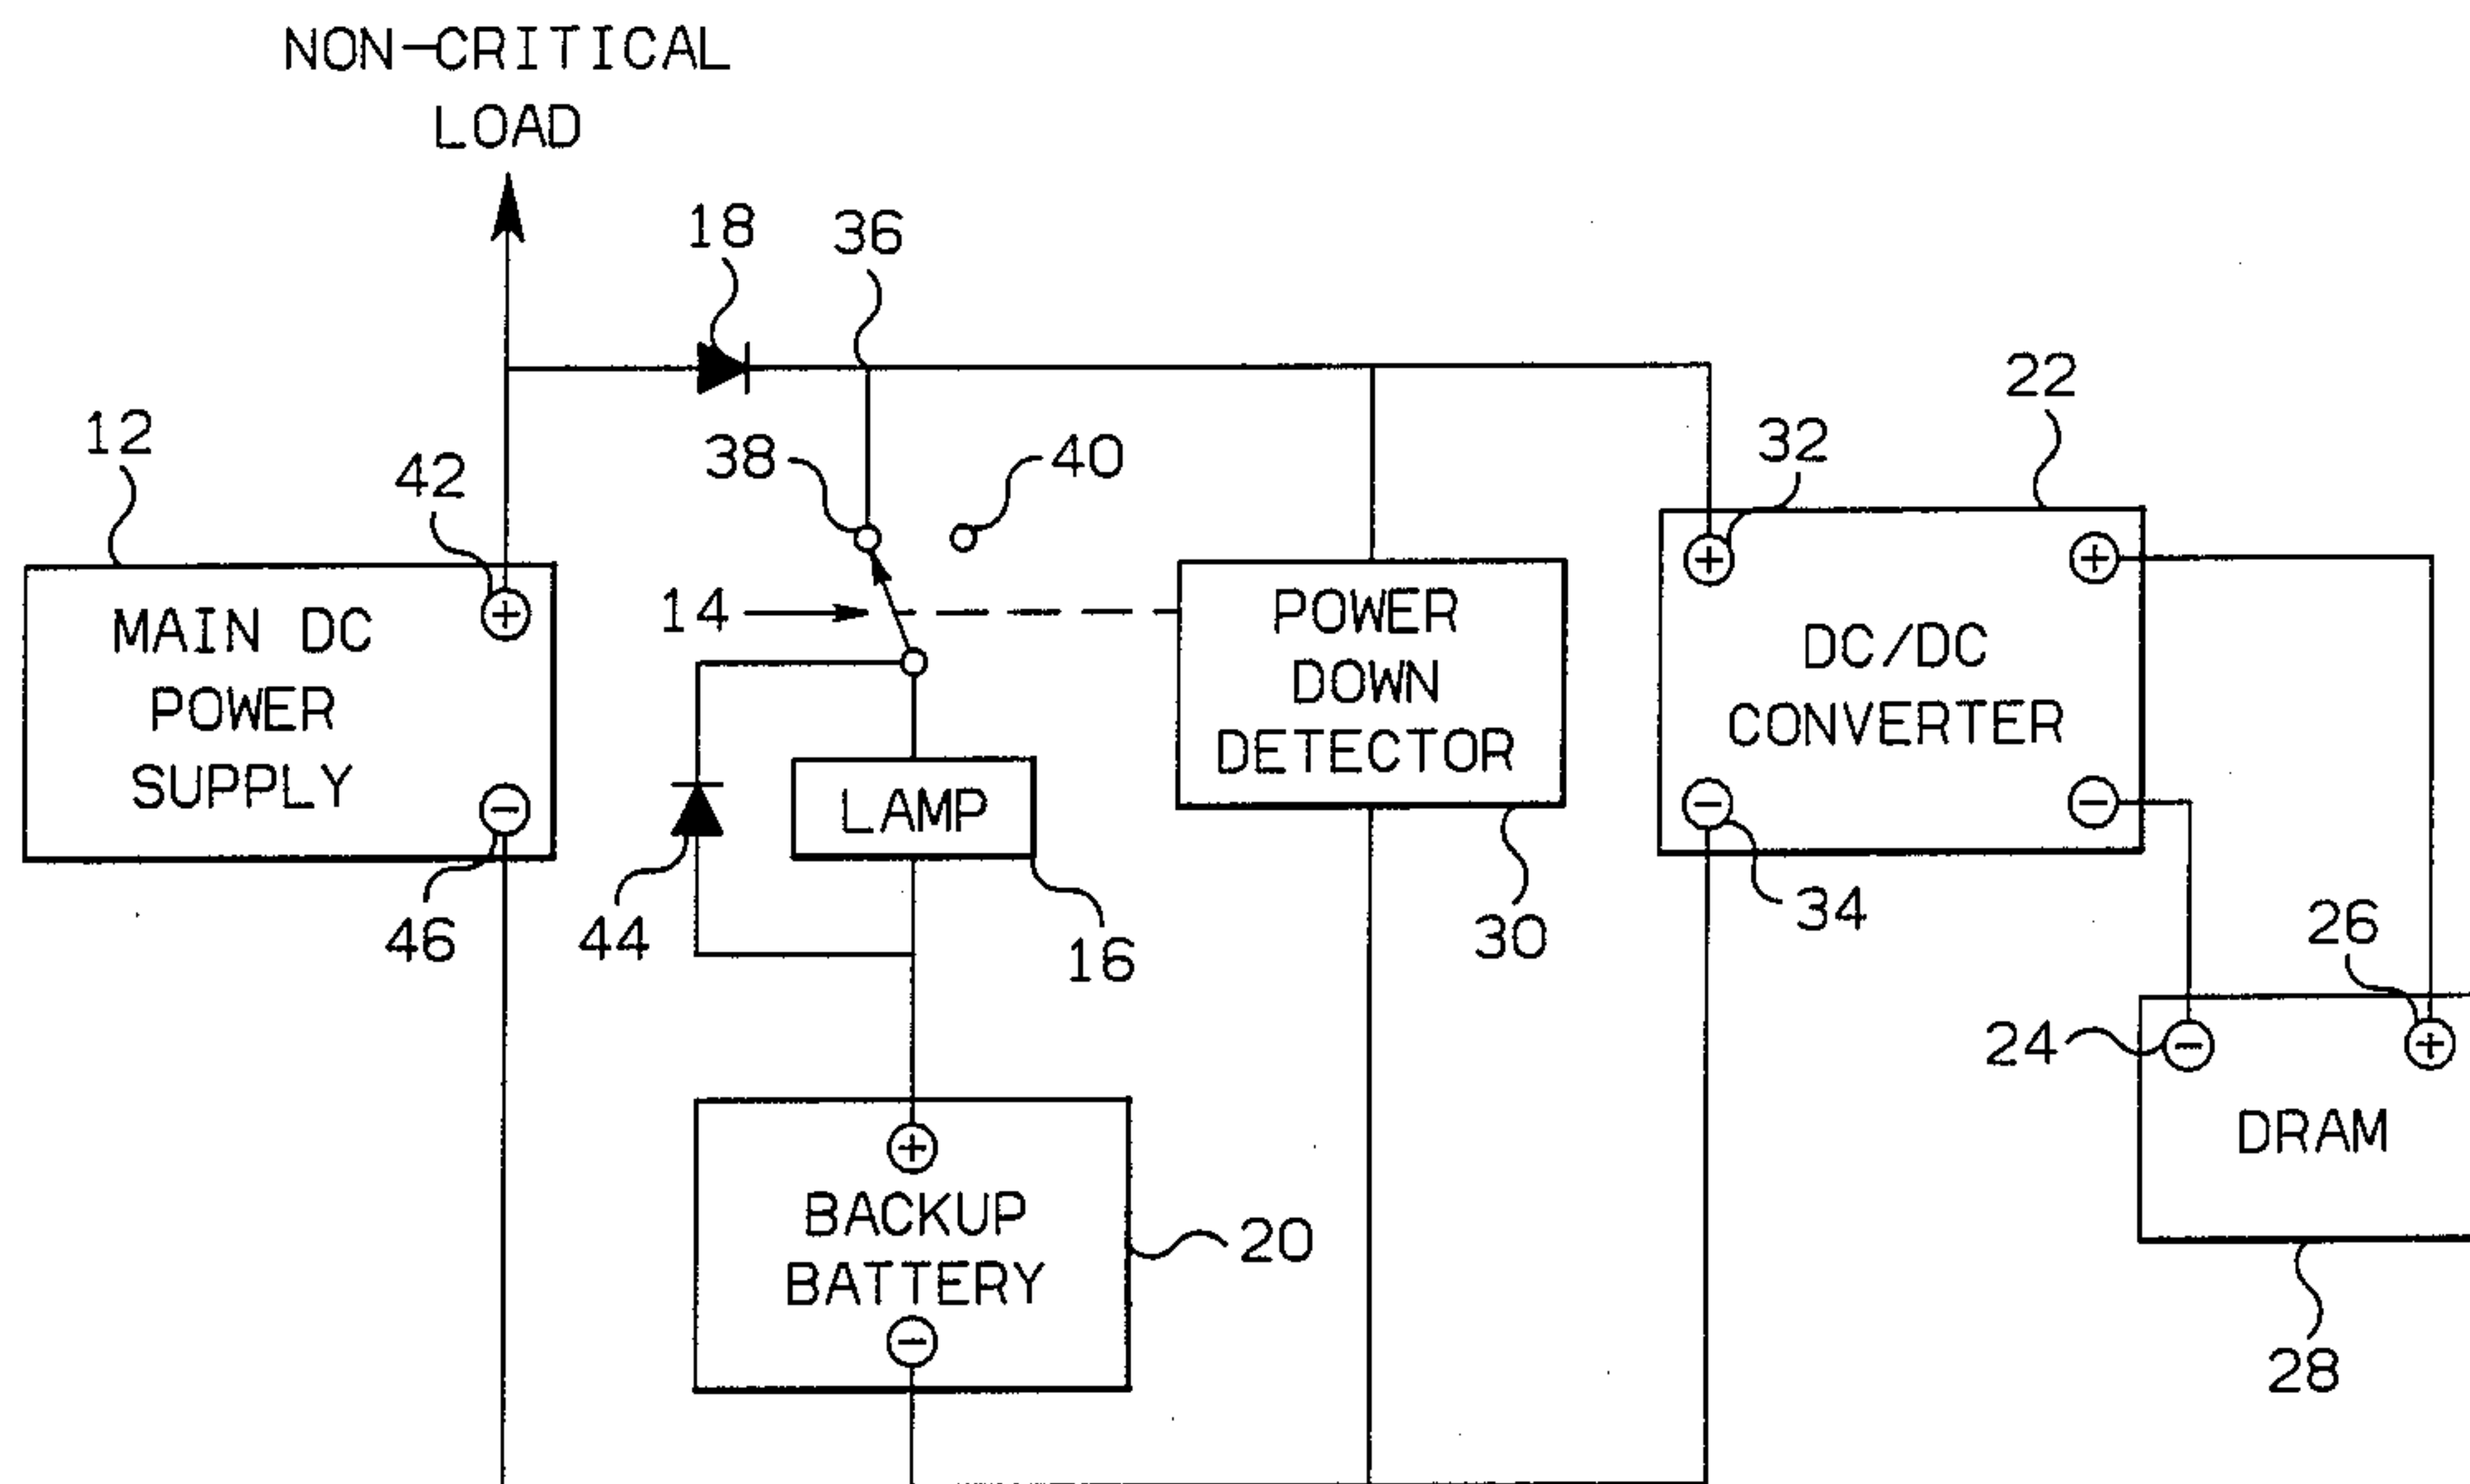 NON-CRITICAL
LOAD
18
36
12
42
38
40
32
22
+
+
+
14
MAIN DC
POWER
SUPPLY
POWER
DOWN
DETECTOR
DC/DC
CONVERTER
LAMP
-
-
-
46
44
16
30
34
26
24
-
+
DRAM
+
BACKUP
BATTERY
-
20
28